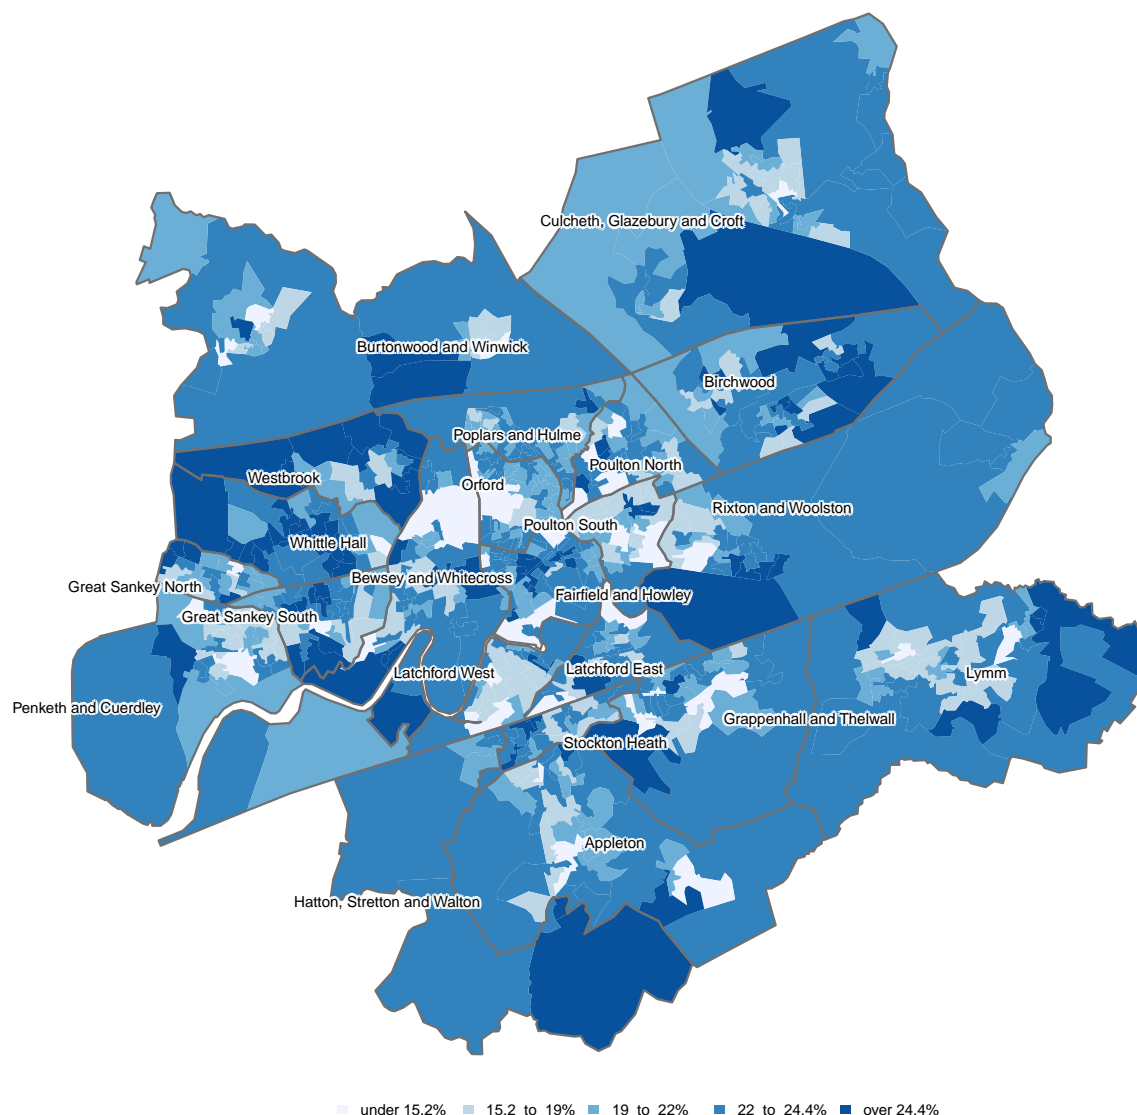 Culcheth, Glazebury and Croft
Burtonwood and Winwick
Birchwood
Poplars and Hulme
Poulton North
Westbrook
Orford
Rixton and Woolston
Poulton South
Whittle Hall
Bewsey and Whitecross
Great Sankey North
Fairfield and Howley
Great Sankey South
Latchford East
Latchford West
Lymm
Penketh and Cuerdley
Grappenhall and Thelwall
Stockton Heath
Appleton
Hatton, Stretton and Walton
under 15.2% 15.2 to 19% 19 to 22% 22 to 24.4% over 24.4%